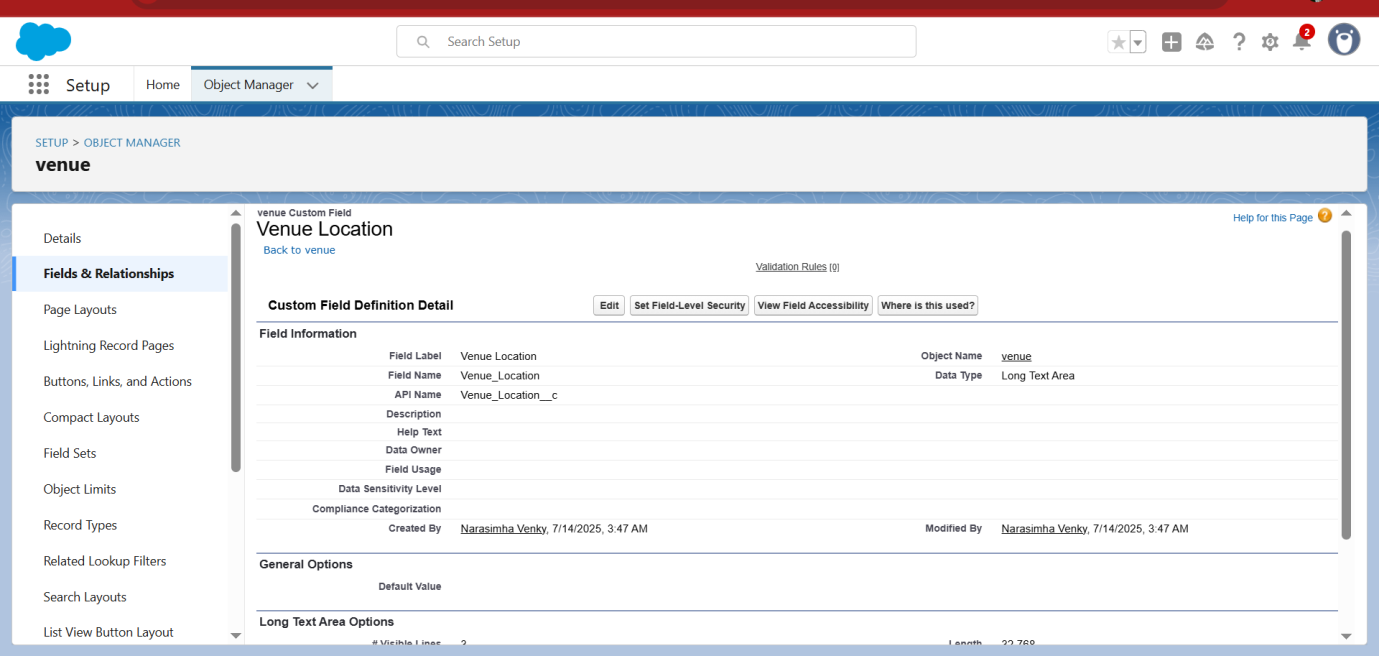 Search Setup
2
Setup
Home
Object Manager
SETUP > OBJECT MANAGER
venue
Details
Fields & Relationships
Page Layouts
Lightning Record Pages
Buttons, Links, and Actions
Compact Layouts
Field Sets
Object Limits
Record Types
Related Lookup Filters
Search Layouts
List View Button Layout
venue Custom Field
Venue Location
Back to venue
Help for this Page ?
Validation Rules [0]
Custom Field Definition Detail
Edit
Set Field-Level Security
View Field Accessibility
Where is this used?
Field Information
Field Label Venue Location Object Name venue
Field Name Venue_Location Data Type Long Text Area
API Name Venue_Location__c
Description
Help Text
Data Owner
Field Usage
Data Sensitivity Level
Compliance Categorization
Created By Narasimha Venky, 7/14/2025, 3:47 AM Modified By Narasimha Venky, 7/14/2025, 3:47 AM
General Options
Default Value
Long Text Area Options
# Visible Lines 3 Length 32,768